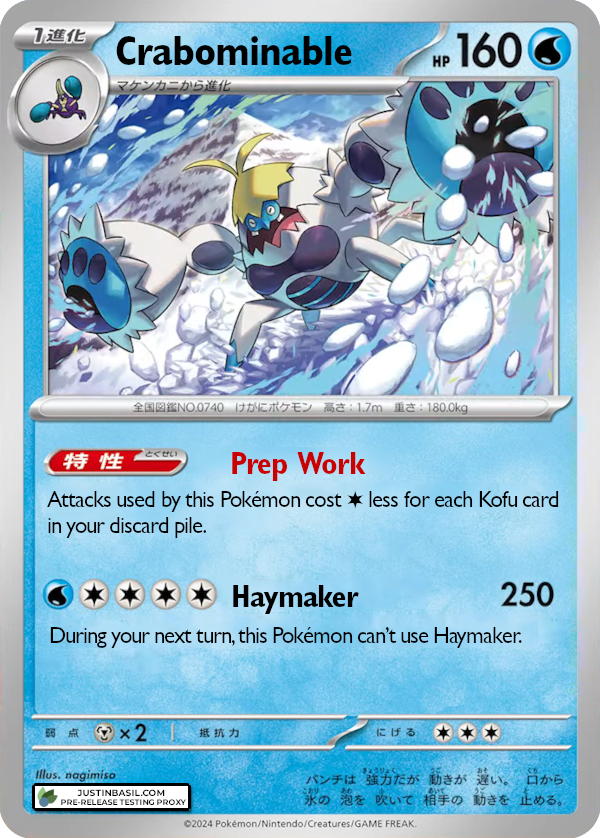 1進化
Crabominable
HP 160
マケンカニから進化
全国図鑑NO.0740 けがにポケモン 高さ：1.7m 重さ：180.0kg
特性
とくせい
Prep Work
Attacks used by this Pokémon cost less for each Kofu card
in your discard pile.
Haymaker 250
During your next turn, this Pokémon can't use Haymaker.
弱点 ×2 抵抗力 にげる
Illus. nagimiso
パンチは 強力だが 動きが 遅い。 口から
氷の 泡を 吹いて 相手の 動きを 止める。
JUSTINBASIL.COM
PRE-RELEASE TESTING PROXY
©2024 Pokémon/Nintendo/Creatures/GAME FREAK.